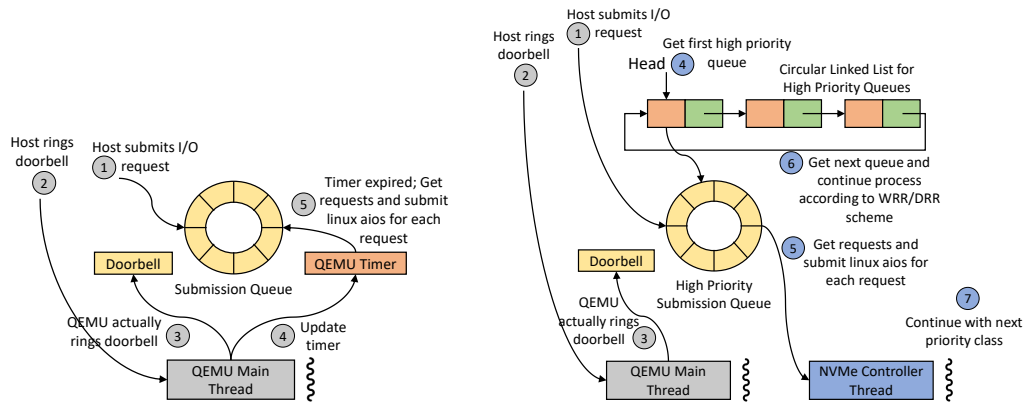 Host rings
doorbell
2
Host submits I/O
request
1
Timer expired; Get
requests and submit
linux aios for each
request
5
Doorbell
QEMU Timer
Submission Queue
QEMU actually
rings doorbell
3
4
Update
timer
QEMU Main
Thread
Host rings
doorbell
2
Host submits I/O
request
1
Head
4
Get first high priority
queue
Circular Linked List for
High Priority Queues
6
Get next queue and
continue process
according to WRR/DRR
scheme
5
Get requests and
submit linux aios for
each request
Doorbell
High Priority
Submission Queue
QEMU
actually rings
doorbell
3
7
Continue with next
priority class
QEMU Main
Thread
NVMe Controller
Thread